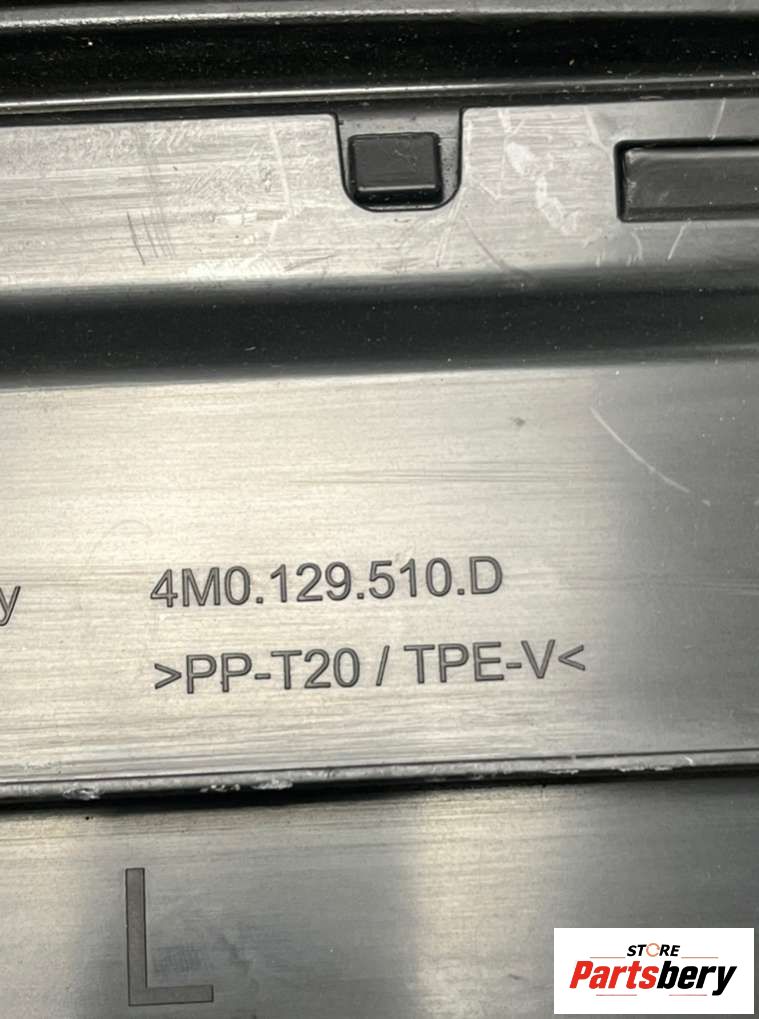 y 4M0.129.510.D
>PP-T20 / TPE-V<
L
STORE
Partsbery